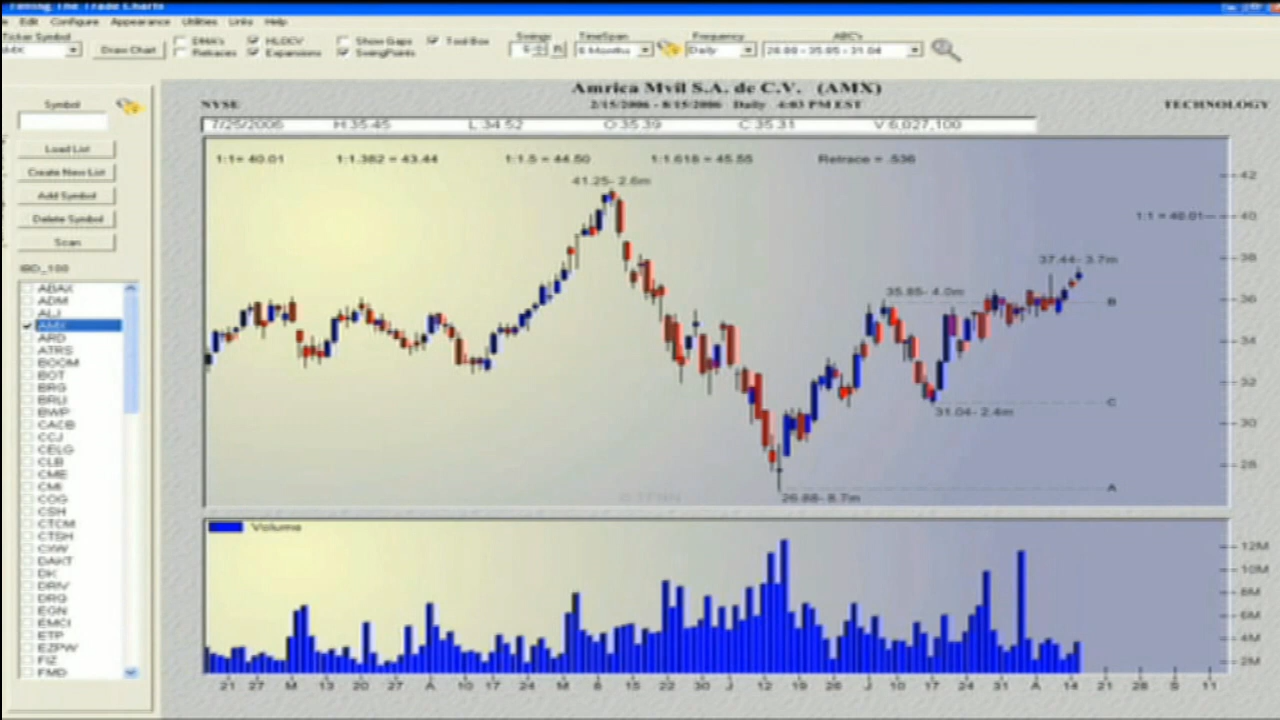 Timing The Trade Charts
Edit Configure Appearance Utilities Links Help
Ticker Symbol
AMX
Draw Chart
DMA's HLOCV Show Gaps Tool Box
Retraces Expansions SwingPoints
Swings TimeSpan Frequency ABC's
6 Months Daily 26.88 - 35.85 - 31.04
Amrica Mvil S.A. de C.V. (AMX)
NYSE 2/15/2006 - 8/15/2006 Daily 4:03 PM EST TECHNOLOGY
7/25/2006 H:35.45 L:34.52 O:35.39 C:35.31 V:6,027,100
1:1= 40.01 1:1.382 = 43.44 1:1.5 = 44.50 1:1.618 = 45.55 Retrace = .536
Symbol
Load List
Create New List
Add Symbol
Delete Symbol
Scan
IBD_100
ABAX
ADM
ALJ
AMX
ARD
ATRS
BOOM
BOT
BRG
BRLI
BWP
CACB
CCJ
CELG
CLB
CME
CMI
COG
CSH
CTCM
CTSH
CXW
DAKT
DK
DRIV
DRQ
EGN
EMCI
ETP
EZPW
FIZ
FMD
41.25- 2.6m
37.44- 3.7m
35.85- 4.0m
31.04- 2.4m
26.88- 8.7m
1:1 = 40.01
B
C
A
42
40
38
36
34
32
30
28
Volume
12M
10M
8M
6M
4M
2M
21 27 M 13 20 27 A 10 17 24 M 8 15 22 30 J 12 19 26 J 10 17 24 31 A 14 21 28 S 11